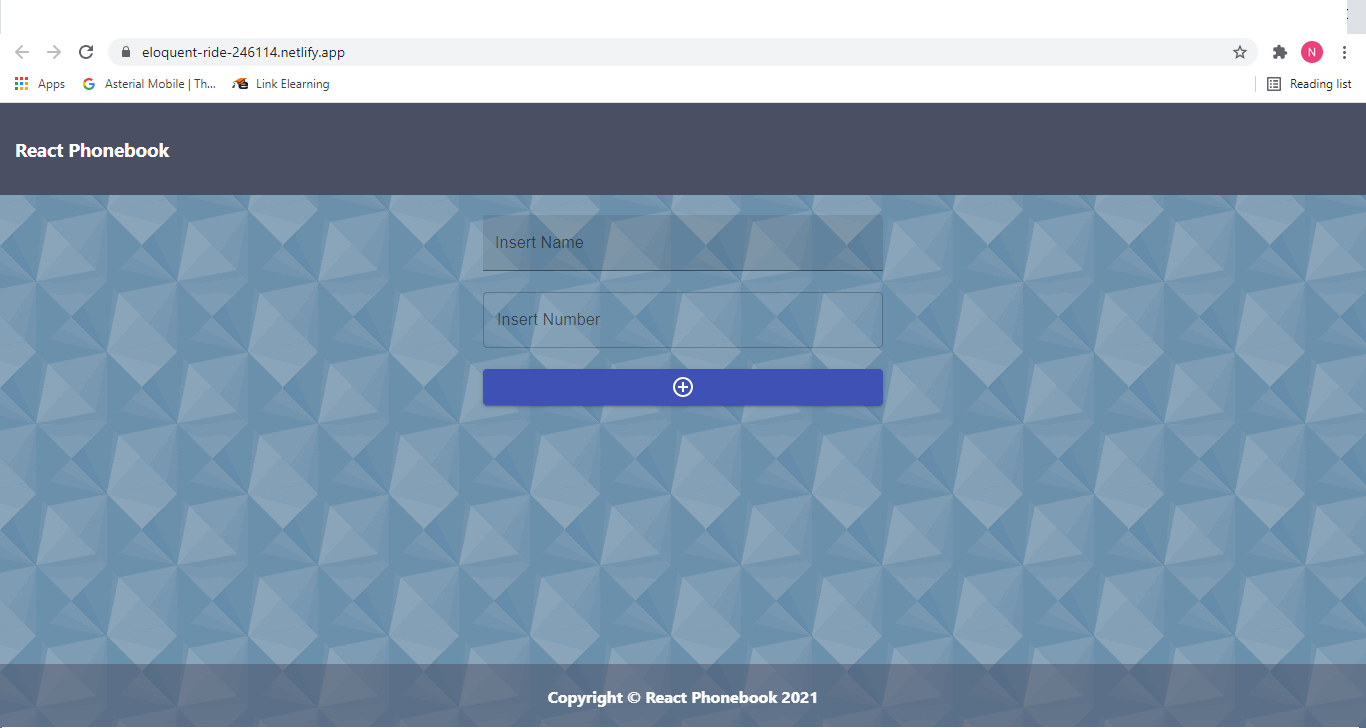 eloquent-ride-246114.netlify.app
N
Apps
Asterial Mobile | Th...
Link Elearning
Reading list
React Phonebook
Insert Name
Insert Number
Copyright © React Phonebook 2021